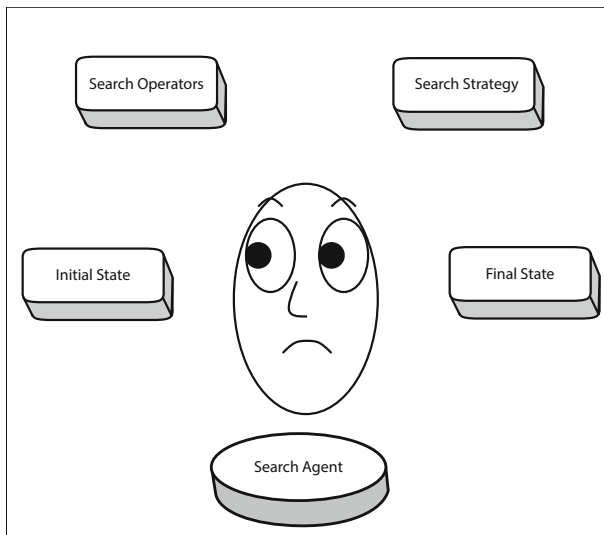 Search Operators
Search Strategy
Initial State
Final State
Search Agent